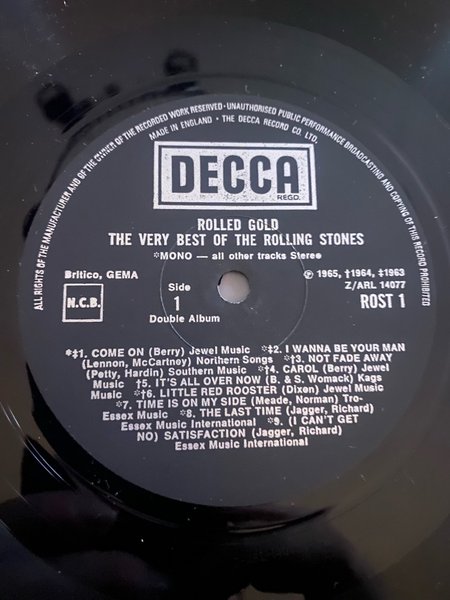 ALL RIGHTS OF THE MANUFACTURER AND OF THE OWNER OF THE RECORDED WORK RESERVED · UNAUTHORISED PUBLIC PERFORMANCE BROADCASTING AND COPYING OF THIS RECORD PROHIBITED
MADE IN ENGLAND · THE DECCA RECORD CO. LTD.
DECCA
REGD.
ROLLED GOLD
THE VERY BEST OF THE ROLLING STONES
*MONO — all other tracks Stereo
Britico, GEMA
℗ 1965, †1964, ‡1963
Side
Z/ARL 14077
N.C.B.
1
ROST 1
Double Album
*‡1. COME ON (Berry) Jewel Music *‡2. I WANNA BE YOUR MAN
(Lennon, McCartney) Northern Songs *†3. NOT FADE AWAY
(Petty, Hardin) Southern Music *†4. CAROL (Berry) Jewel
Music †5. IT'S ALL OVER NOW (B. & S. Womack) Kags
Music *†6. LITTLE RED ROOSTER (Dixen) Jewel Music
*7. TIME IS ON MY SIDE (Meade, Norman) Tro-
Essex Music *8. THE LAST TIME (Jagger, Richard)
Essex Music International *9. (I CAN'T GET
NO) SATISFACTION (Jagger, Richard)
Essex Music International